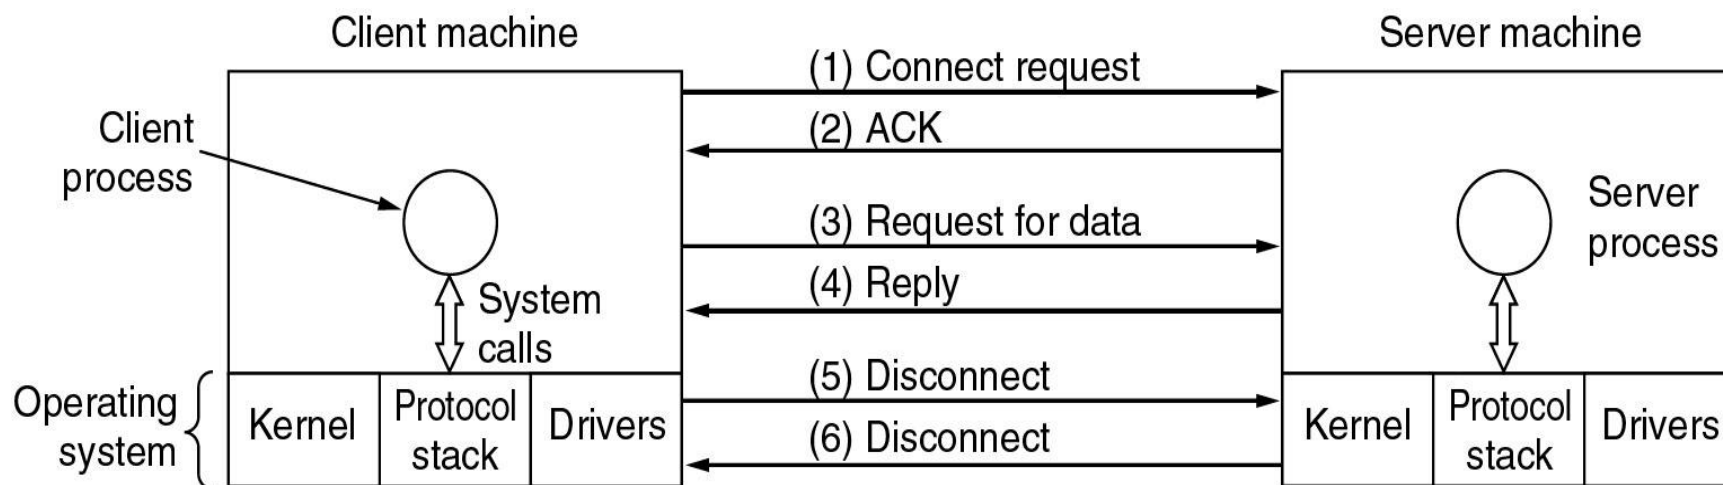 Client machine
Server machine
(1) Connect request
(2) ACK
Client
process
(3) Request for data
Server
process
(4) Reply
System
calls
(5) Disconnect
Operating
system
Kernel
Protocol
stack
Drivers
(6) Disconnect
Kernel
Protocol
stack
Drivers